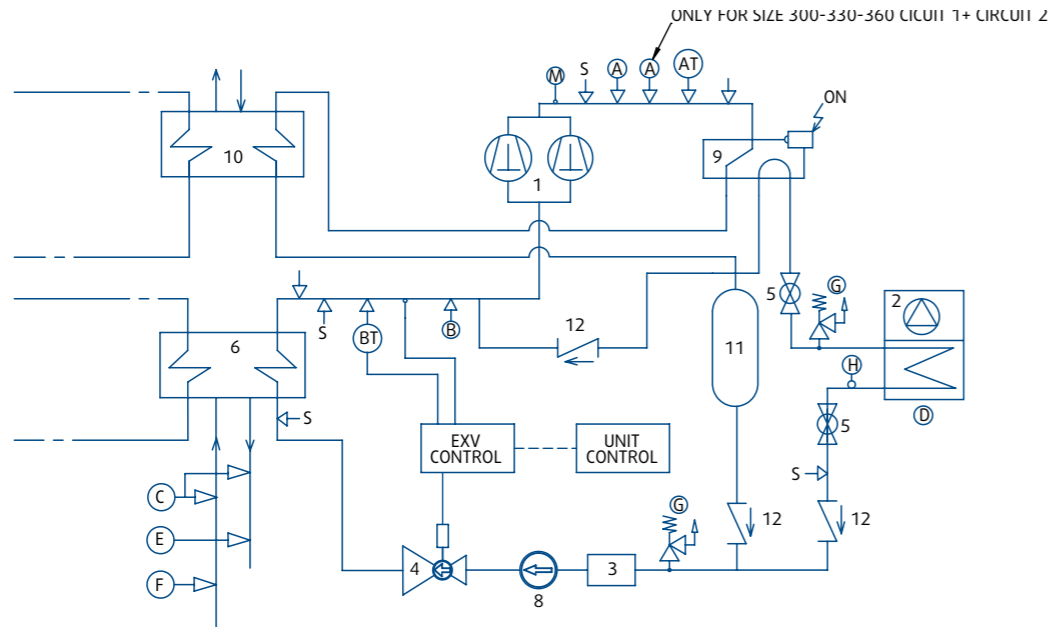 ONLY FOR SIZE 300-330-360 CICUIT 1+ CIRCUIT 2
M
S
A
A
AT
ON
10
1
9
5
G
2
6
S
BT
B
12
11
H
D
5
S
EXV
CONTROL
UNIT
CONTROL
S
C
E
F
G
12
12
4
8
3